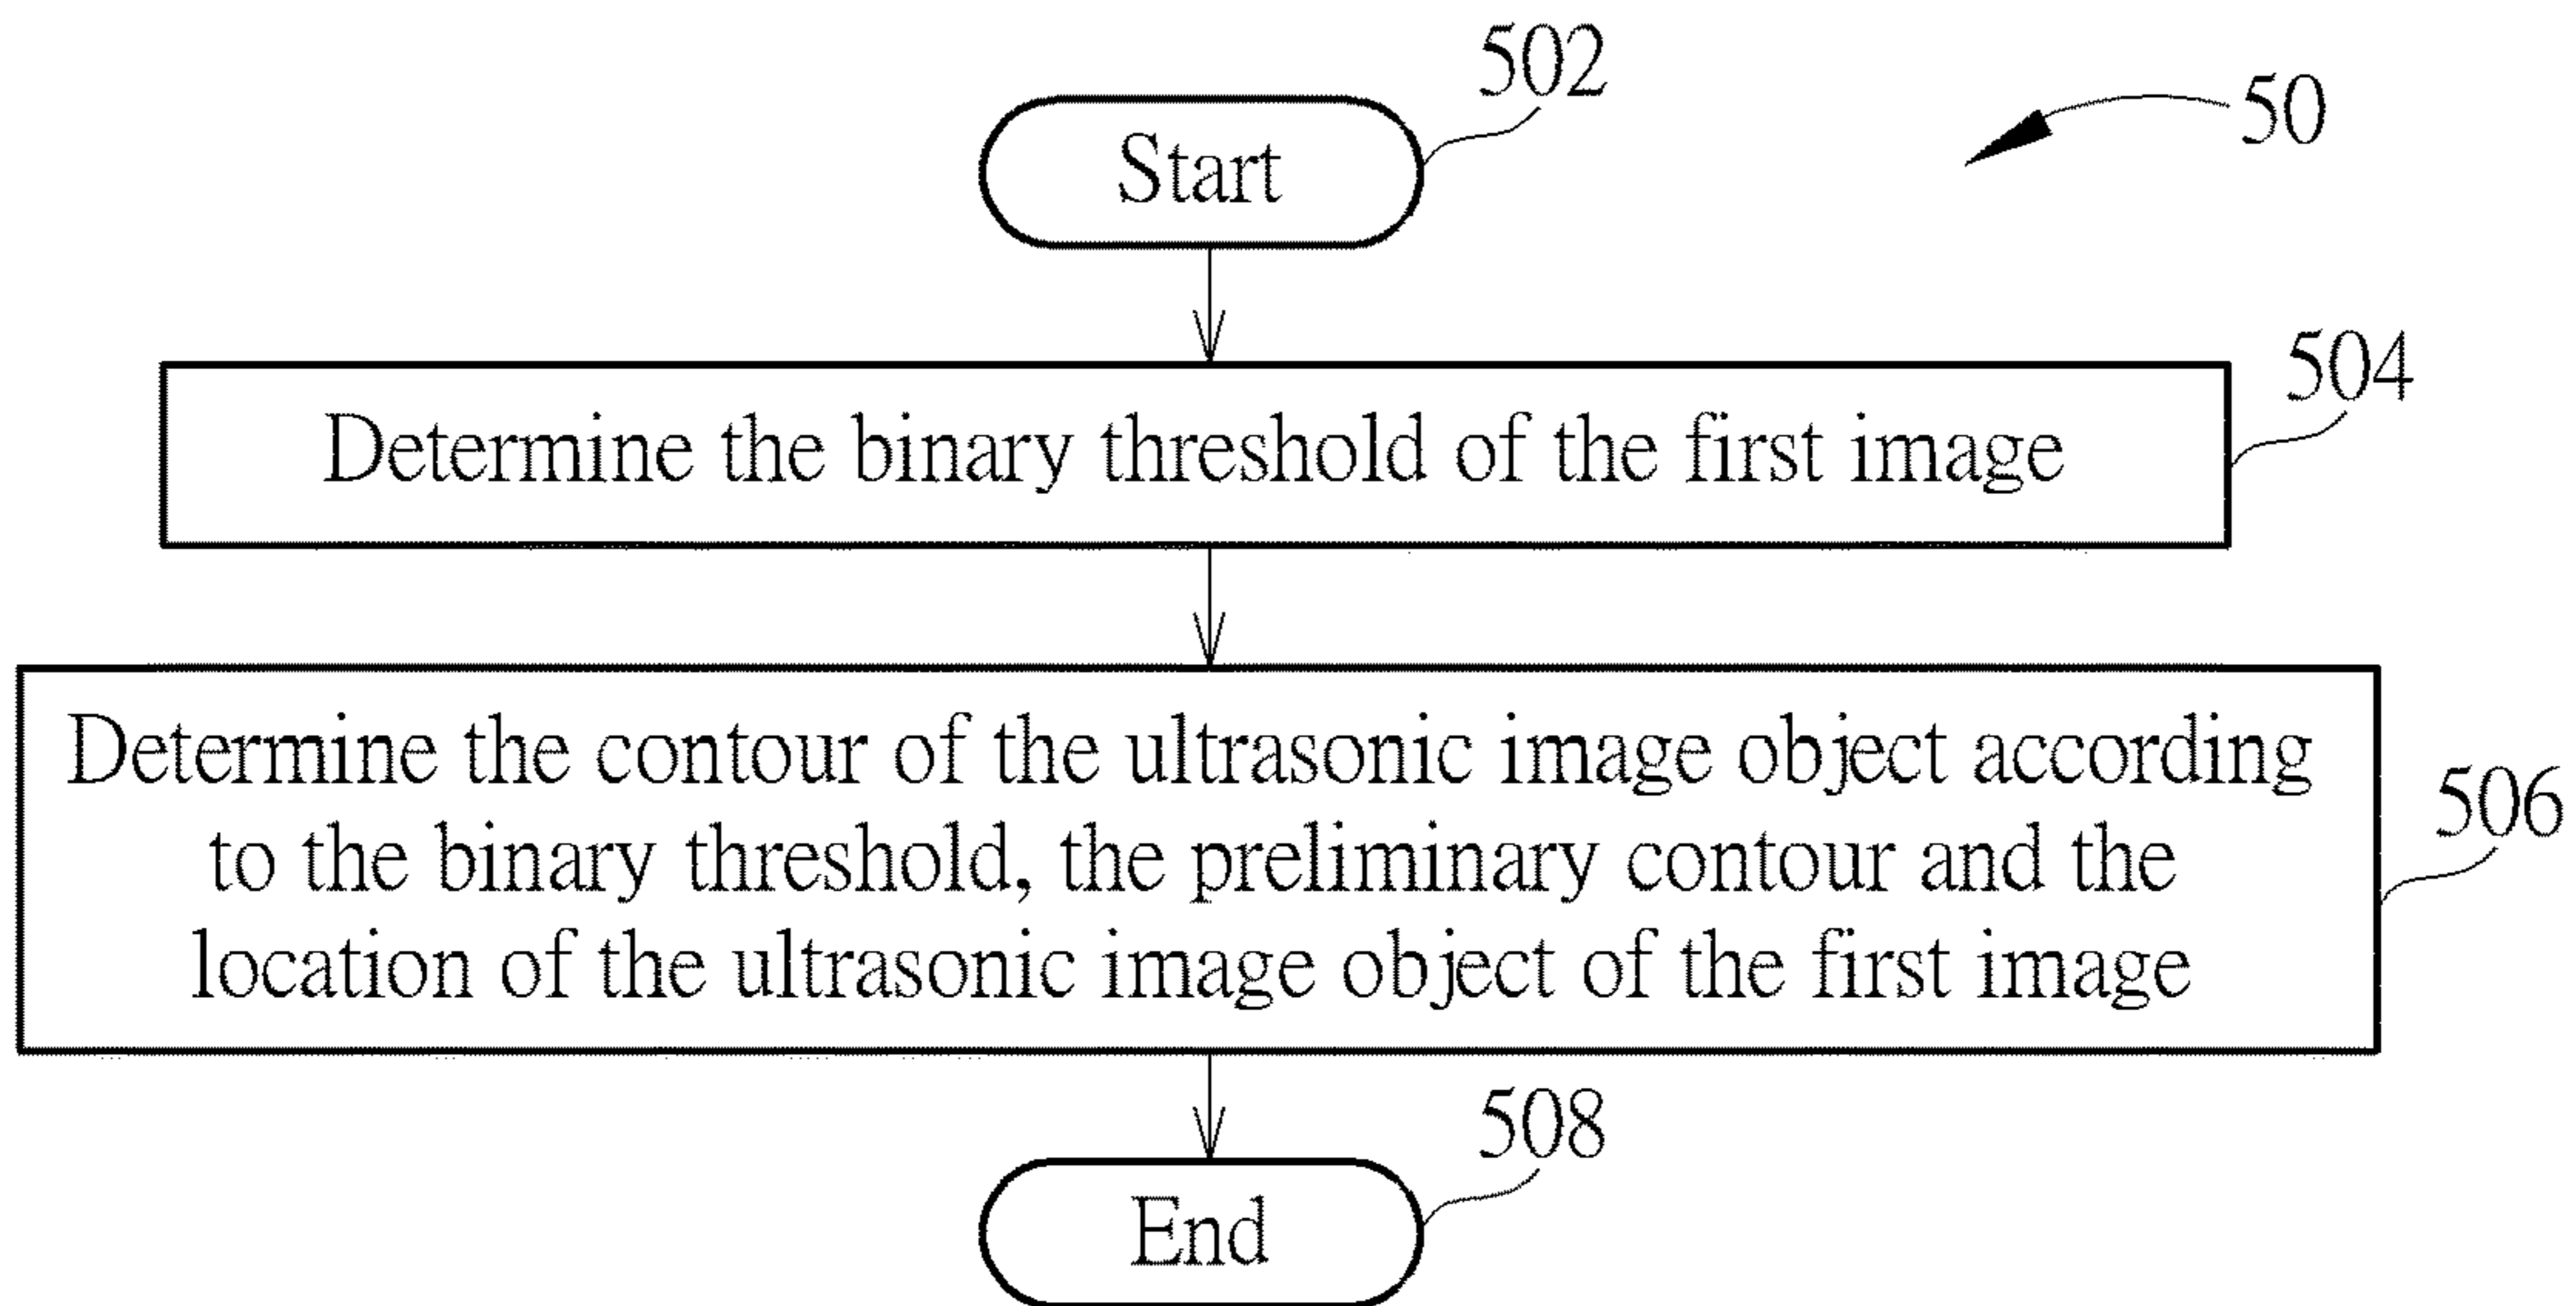 502
50
Start
504
Determine the binary threshold of the first image
Determine the contour of the ultrasonic image object according
to the binary threshold, the preliminary contour and the
location of the ultrasonic image object of the first image
506
508
End